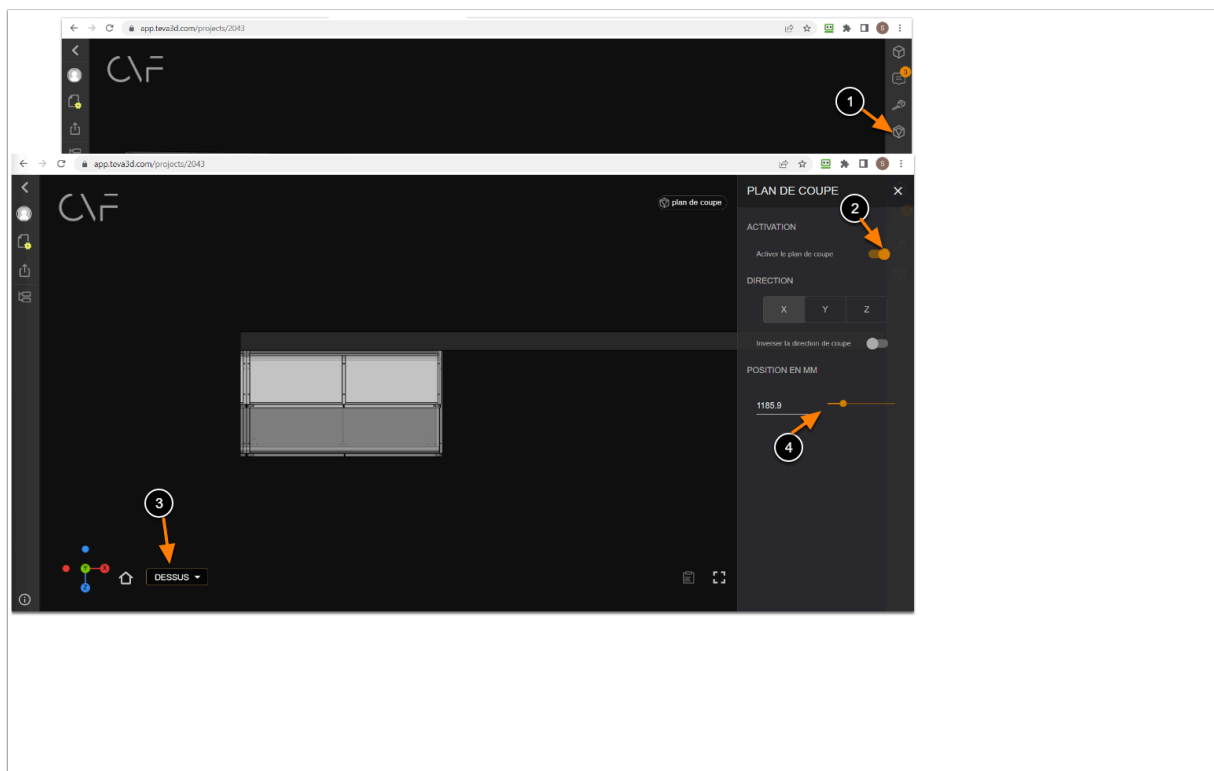 app.teva3d.com/projects/2043
S
C\F
3
1
app.teva3d.com/projects/2043
S
C\F
plan de coupe
PLAN DE COUPE
2
ACTIVATION
Activer le plan de coupe
DIRECTION
X Y Z
Inverser la direction de coupe
POSITION EN MM
1185.9
4
3
Y X
Z
DESSUS